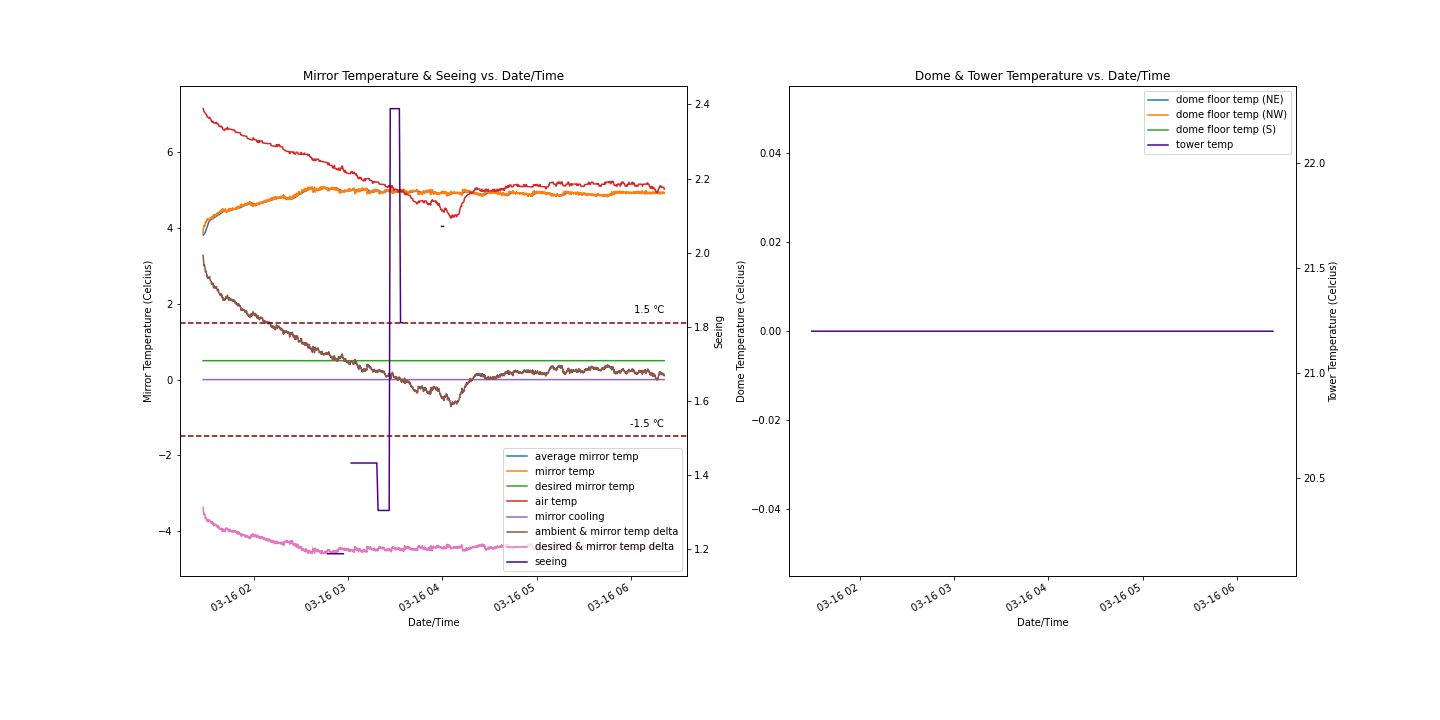 Mirror Temperature & Seeing vs. Date/Time
Mirror Temperature (Celcius)
6
4
2
0
−2
−4
2.4
2.2
2.0
1.8
1.6
1.4
1.2
Seeing
1.5 °C
-1.5 °C
average mirror temp
mirror temp
desired mirror temp
air temp
mirror cooling
ambient & mirror temp delta
desired & mirror temp delta
seeing
03-16 02
03-16 03
03-16 04
03-16 05
03-16 06
Date/Time
Dome & Tower Temperature vs. Date/Time
Dome Temperature (Celcius)
0.04
0.02
0.00
−0.02
−0.04
22.0
21.5
21.0
20.5
Tower Temperature (Celcius)
dome floor temp (NE)
dome floor temp (NW)
dome floor temp (S)
tower temp
03-16 02
03-16 03
03-16 04
03-16 05
03-16 06
Date/Time